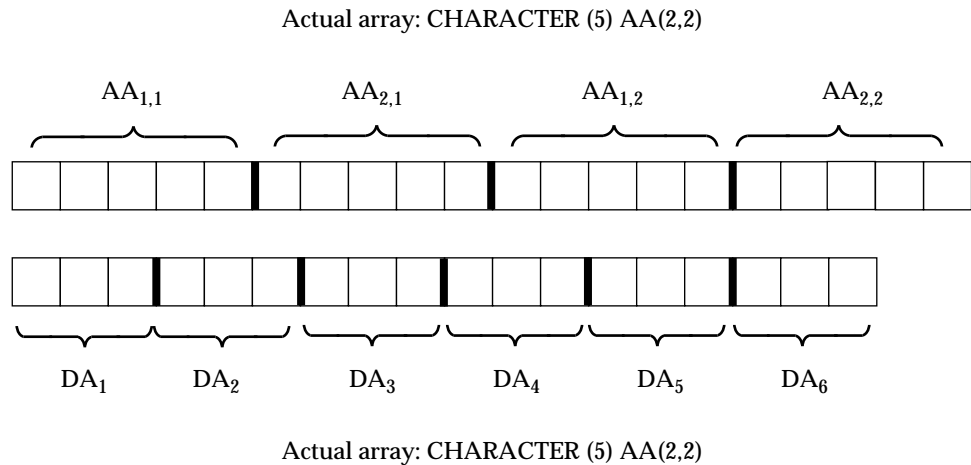 Actual array: CHARACTER (5) AA(2,2)
AA1,1 AA2,1 AA1,2 AA2,2
DA1 DA2 DA3 DA4 DA5 DA6
Actual array: CHARACTER (5) AA(2,2)